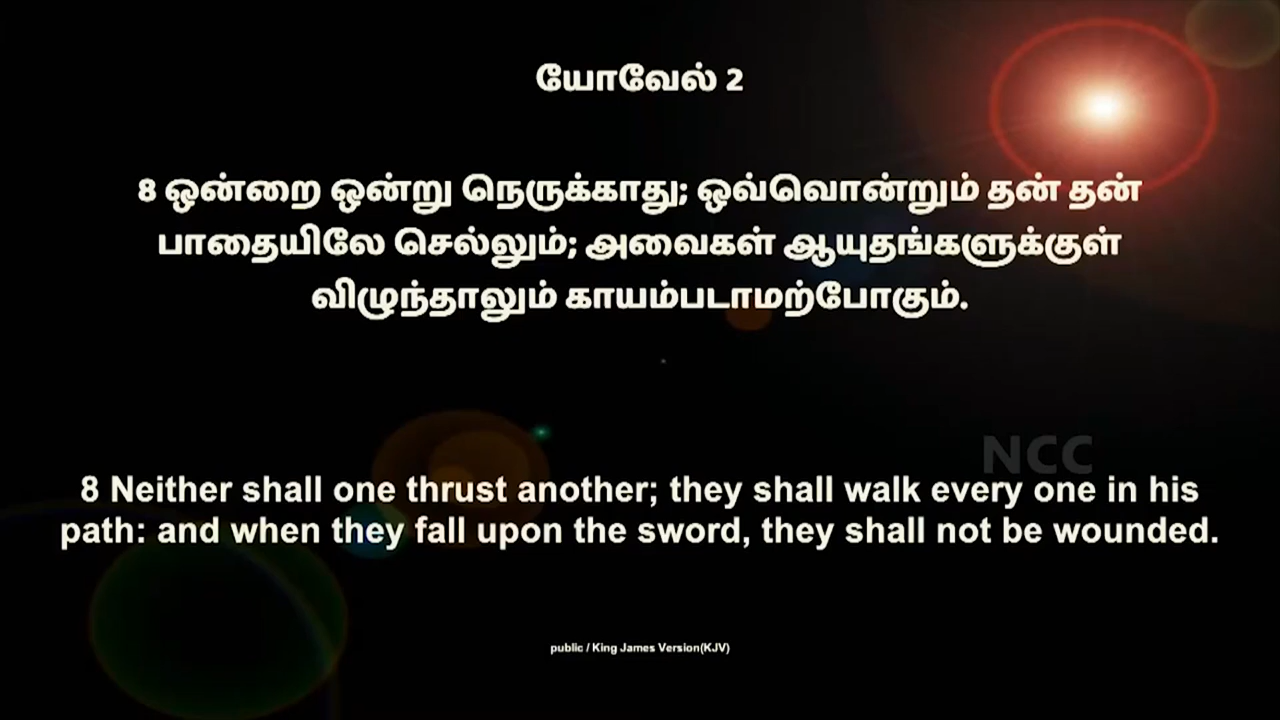 யோவேல் 2
8 ஒன்றை ஒன்று நெருக்காது; ஒவ்வொன்றும் தன் தன்
பாதையிலே செல்லும்; அவைகள் ஆயுதங்களுக்குள்
விழுந்தாலும் காயம்படாமற்போகும்.
NCC
8 Neither shall one thrust another; they shall walk every one in his
path: and when they fall upon the sword, they shall not be wounded.
public / King James Version(KJV)